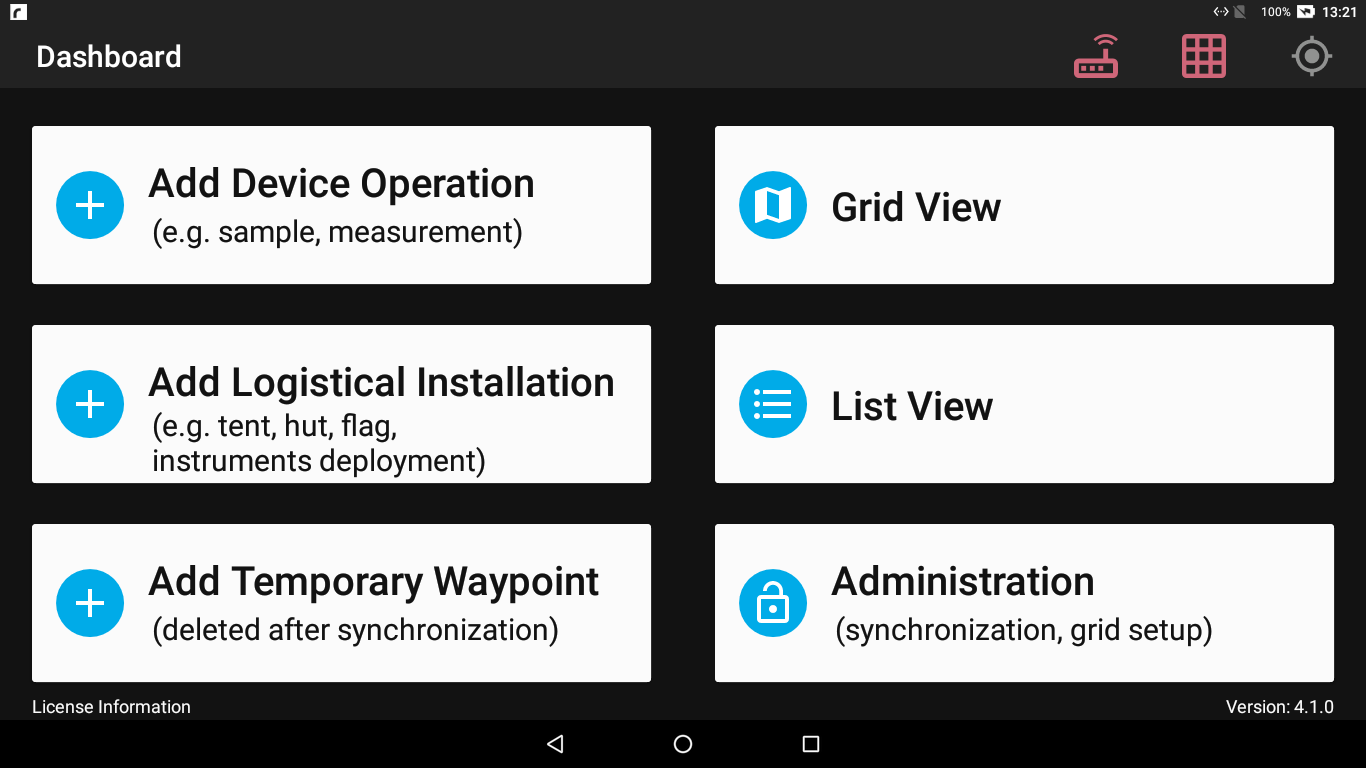 100% 13:21
Dashboard
Add Device Operation
(e.g. sample, measurement)
Grid View
Add Logistical Installation
(e.g. tent, hut, flag,
instruments deployment)
List View
Add Temporary Waypoint
(deleted after synchronization)
Administration
(synchronization, grid setup)
License Information
Version: 4.1.0